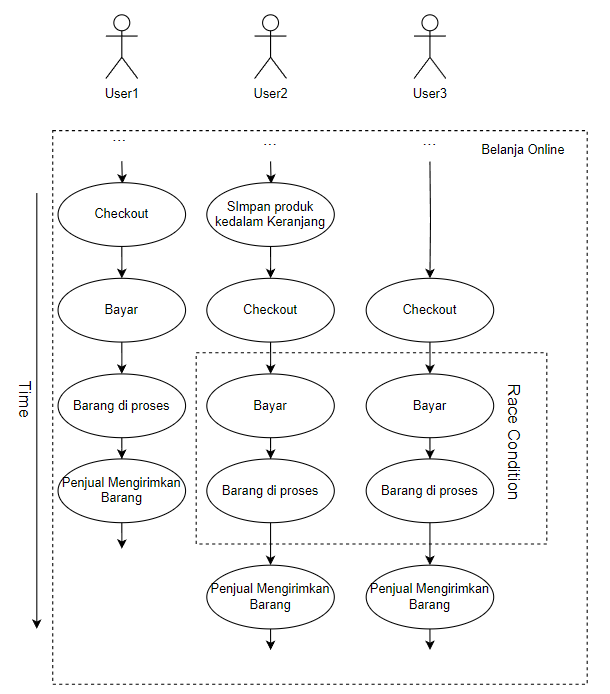 User1
User2
User3
...
...
...
Belanja Online
Checkout
SImpan produk
kedalam Keranjang
Bayar
Checkout
Checkout
Time
Race Condition
Barang di proses
Bayar
Bayar
Penjual Mengirimkan
Barang
Barang di proses
Barang di proses
Penjual Mengirimkan
Barang
Penjual Mengirimkan
Barang